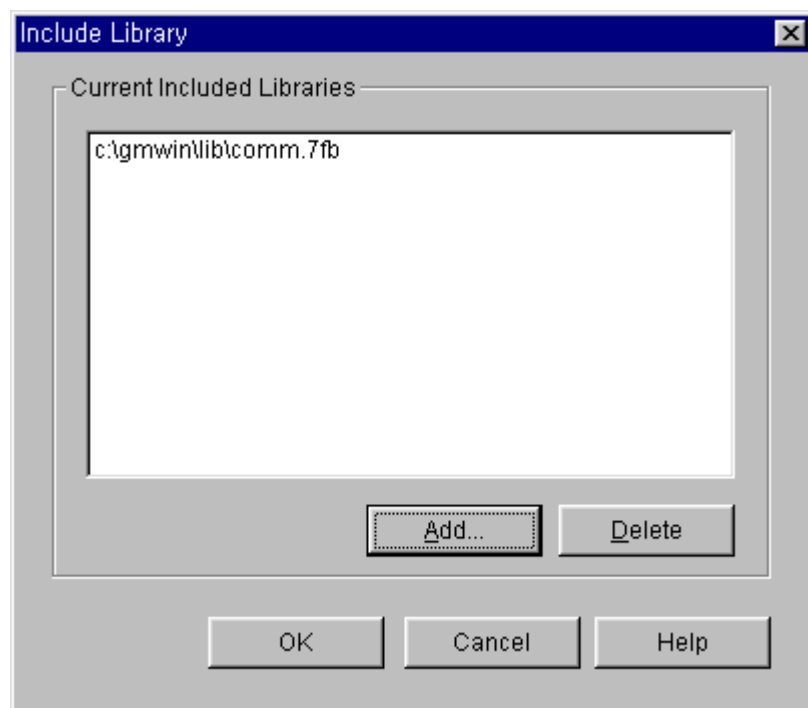 Include Library
Current Included Libraries
c:\gmwin\lib\comm.7fb
Add...
Delete
OK
Cancel
Help